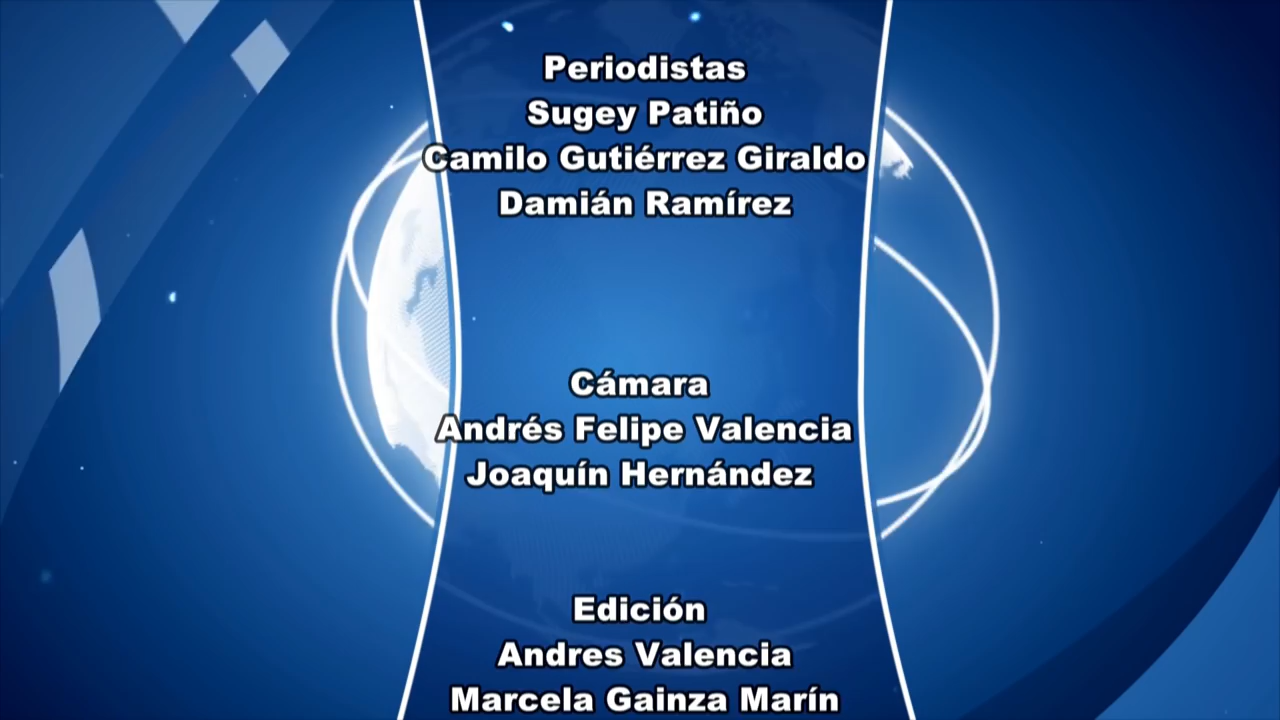 Periodistas
Sugey Patiño
Camilo Gutiérrez Giraldo
Damián Ramírez
Cámara
Andrés Felipe Valencia
Joaquín Hernández
Edición
Andres Valencia
Marcela Gainza Marín